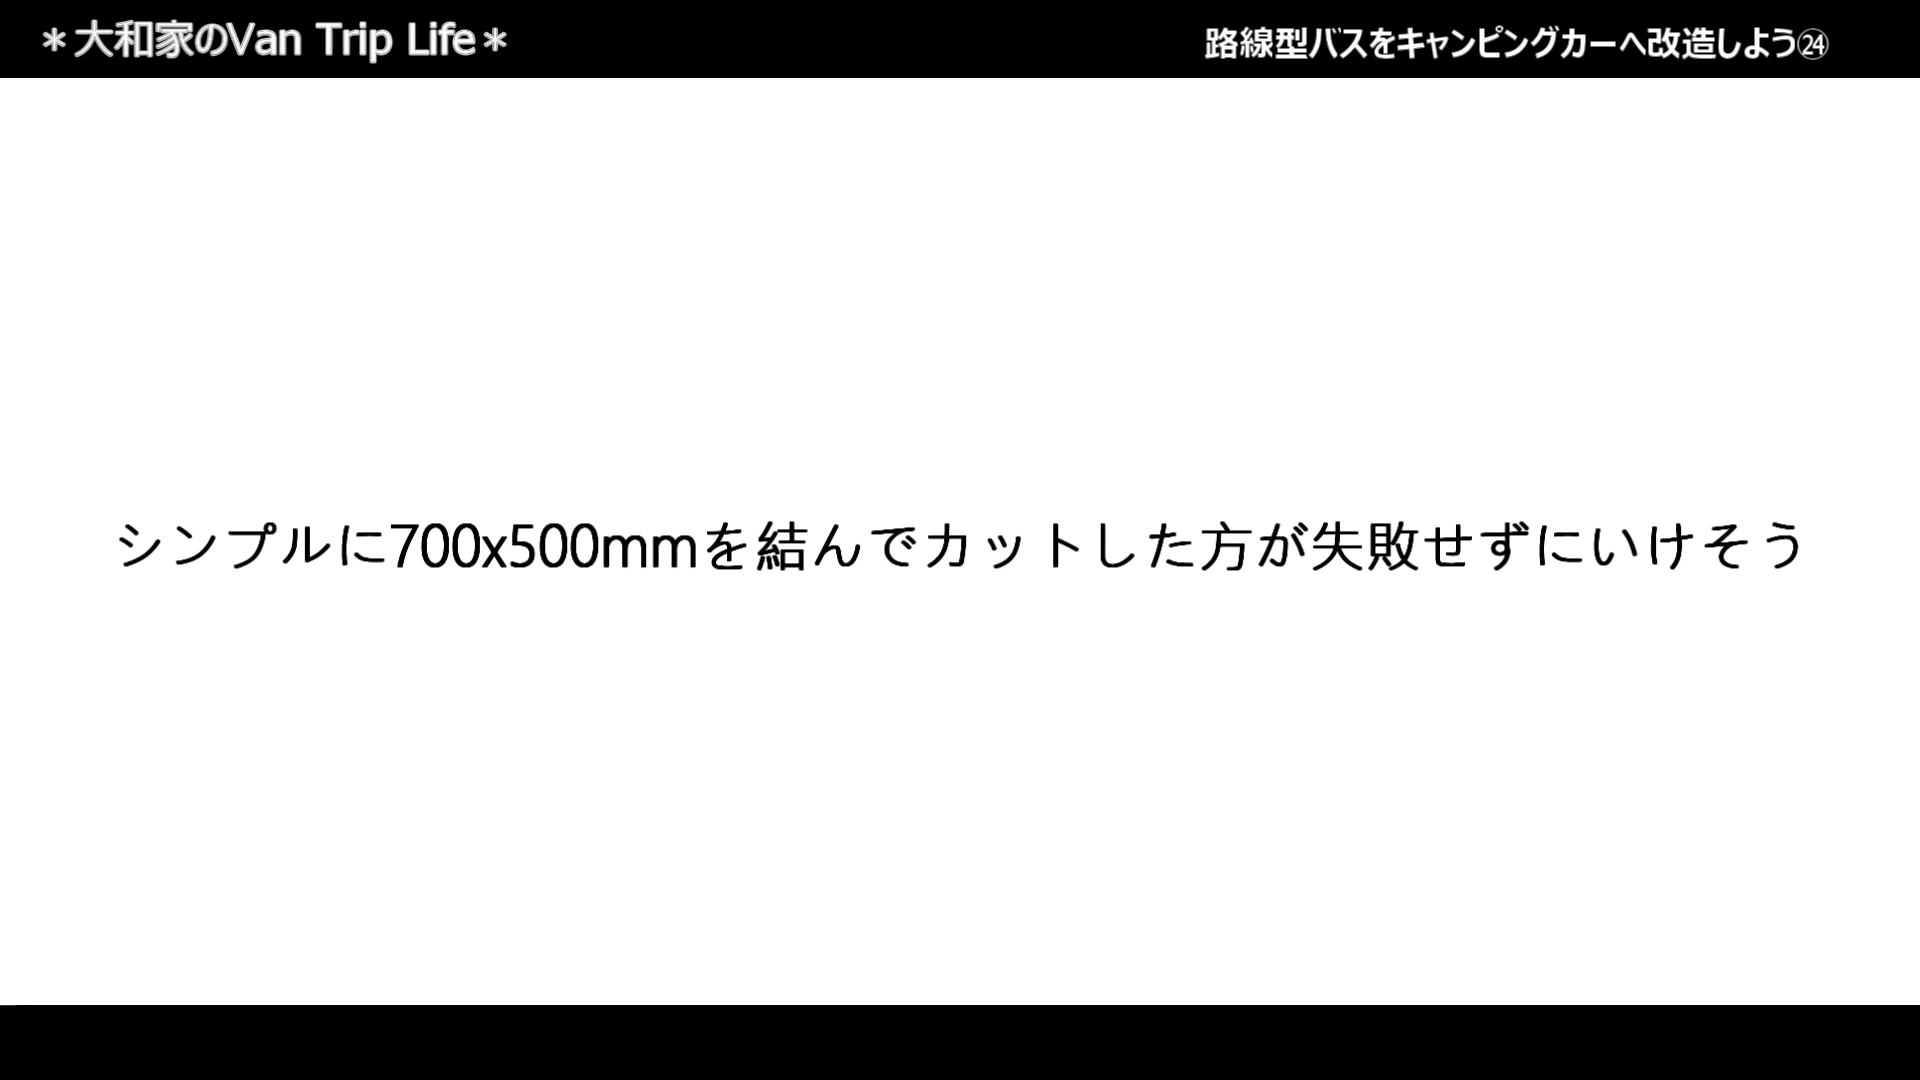 ＊大和家のVan Trip Life＊
路線型バスをキャンピングカーへ改造しよう㉔
シンプルに700x500mmを結んでカットした方が失敗せずにいけそう